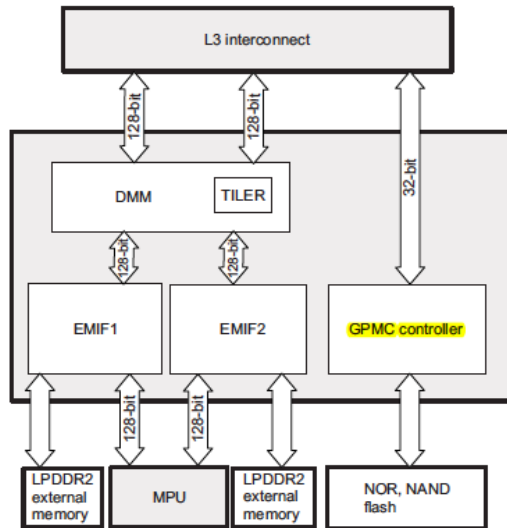 L3 interconnect
128-bit
128-bit
32-bit
DMM
TILER
128-bit
128-bit
EMIF1
EMIF2
GPMC controller
128-bit
128-bit
LPDDR2
external
memory
MPU
LPDDR2
external
memory
NOR, NAND
flash